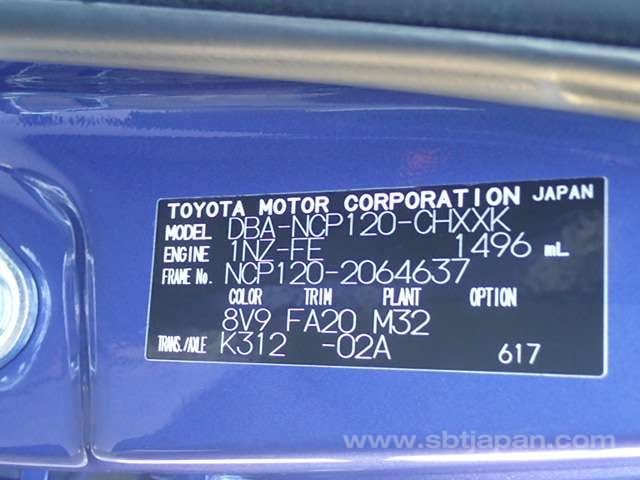 TOYOTA MOTOR CORPORATION JAPAN
MODEL DBA-NCP120-CHXXK
ENGINE 1NZ-FE 1496 mL
FRAME No. NCP120-2064637
COLOR TRIM PLANT OPTION
8V9 FA20 M32
TRANS./AXLE K312 -02A 617
www.sbtjapan.com